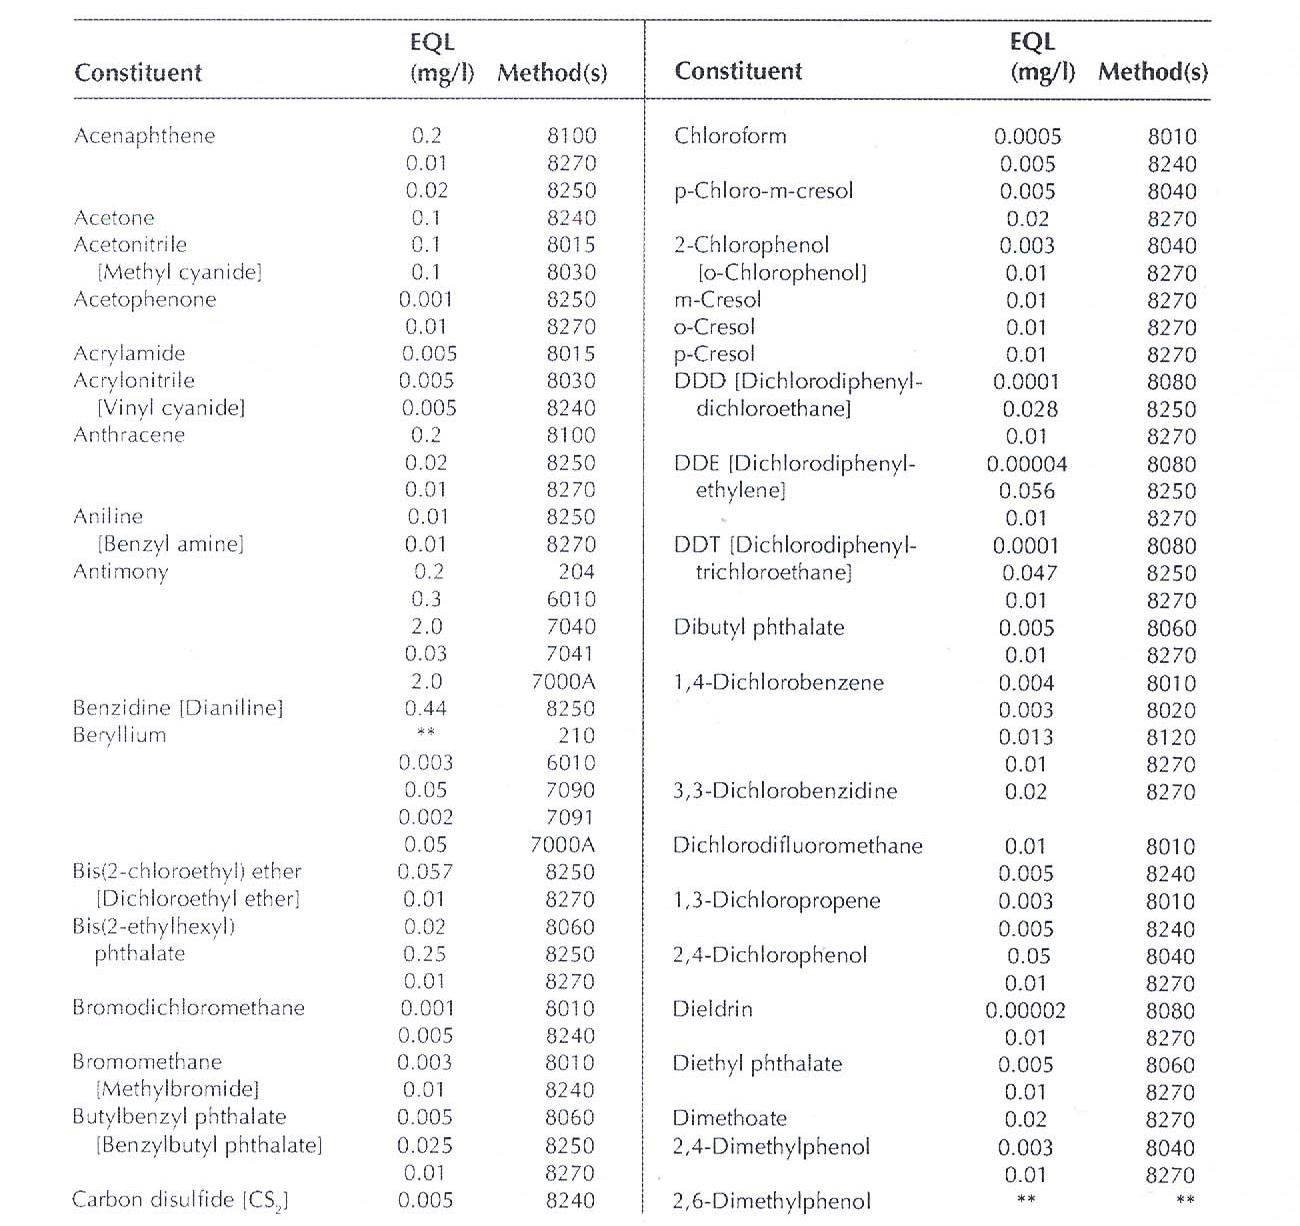 Constituent EQL (mg/l) Method(s)
Acenaphthene 0.2 8100
0.01 8270
0.02 8250
Acetone 0.1 8240
Acetonitrile 0.1 8015
[Methyl cyanide] 0.1 8030
Acetophenone 0.001 8250
0.01 8270
Acrylamide 0.005 8015
Acrylonitrile 0.005 8030
[Vinyl cyanide] 0.005 8240
Anthracene 0.2 8100
0.02 8250
0.01 8270
Aniline 0.01 8250
[Benzyl amine] 0.01 8270
Antimony 0.2 204
0.3 6010
2.0 7040
0.03 7041
2.0 7000A
Benzidine [Dianiline] 0.44 8250
Beryllium ** 210
0.003 6010
0.05 7090
0.002 7091
0.05 7000A
Bis(2-chloroethyl) ether 0.057 8250
[Dichloroethyl ether] 0.01 8270
Bis(2-ethylhexyl) 0.02 8060
phthalate 0.25 8250
0.01 8270
Bromodichloromethane 0.001 8010
0.005 8240
Bromomethane 0.003 8010
[Methylbromide] 0.01 8240
Butylbenzyl phthalate 0.005 8060
[Benzylbutyl phthalate] 0.025 8250
0.01 8270
Carbon disulfide [CS2] 0.005 8240
Constituent EQL (mg/l) Method(s)
Chloroform 0.0005 8010
0.005 8240
p-Chloro-m-cresol 0.005 8040
0.02 8270
2-Chlorophenol 0.003 8040
[o-Chlorophenol] 0.01 8270
m-Cresol 0.01 8270
o-Cresol 0.01 8270
p-Cresol 0.01 8270
DDD [Dichlorodiphenyl- 0.0001 8080
dichloroethane] 0.028 8250
0.01 8270
DDE [Dichlorodiphenyl- 0.00004 8080
ethylene] 0.056 8250
0.01 8270
DDT [Dichlorodiphenyl- 0.0001 8080
trichloroethane] 0.047 8250
0.01 8270
Dibutyl phthalate 0.005 8060
0.01 8270
1,4-Dichlorobenzene 0.004 8010
0.003 8020
0.013 8120
0.01 8270
3,3-Dichlorobenzidine 0.02 8270
Dichlorodifluoromethane 0.01 8010
0.005 8240
1,3-Dichloropropene 0.003 8010
0.005 8240
2,4-Dichlorophenol 0.05 8040
0.01 8270
Dieldrin 0.00002 8080
0.01 8270
Diethyl phthalate 0.005 8060
0.01 8270
Dimethoate 0.02 8270
2,4-Dimethylphenol 0.003 8040
0.01 8270
2,6-Dimethylphenol ** **